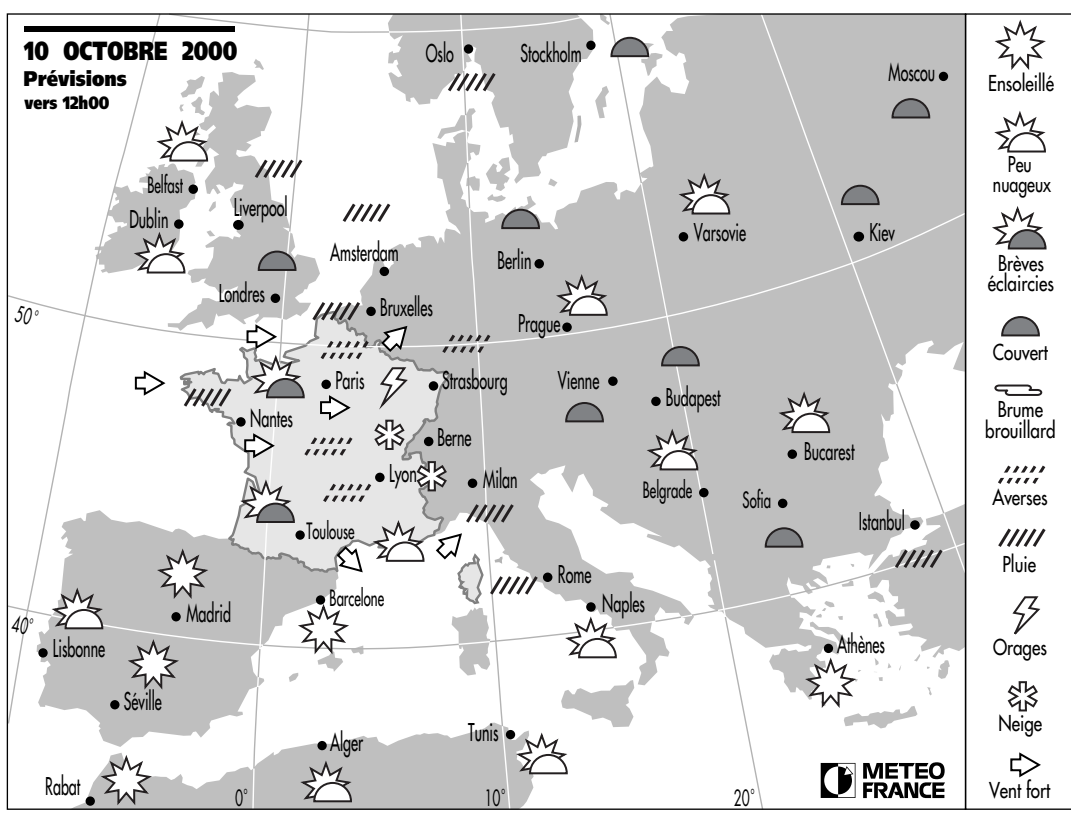 10 OCTOBRE 2000
Prévisions
vers 12h00
Oslo
Stockholm
Moscou
Belfast
Dublin
Liverpool
Amsterdam
Londres
Bruxelles
Berlin
Varsovie
Kiev
Prague
50°
Paris
Strasbourg
Vienne
Budapest
Nantes
Berne
Bucarest
Lyon
Milan
Belgrade
Sofia
Istanbul
Toulouse
Rome
Barcelone
Naples
Madrid
40°
Lisbonne
Athènes
Séville
Alger
Tunis
Rabat
0°
10°
20°
METEO
FRANCE
Ensoleillé
Peu
nuageux
Brèves
éclaircies
Couvert
Brume
brouillard
Averses
Pluie
Orages
Neige
Vent fort